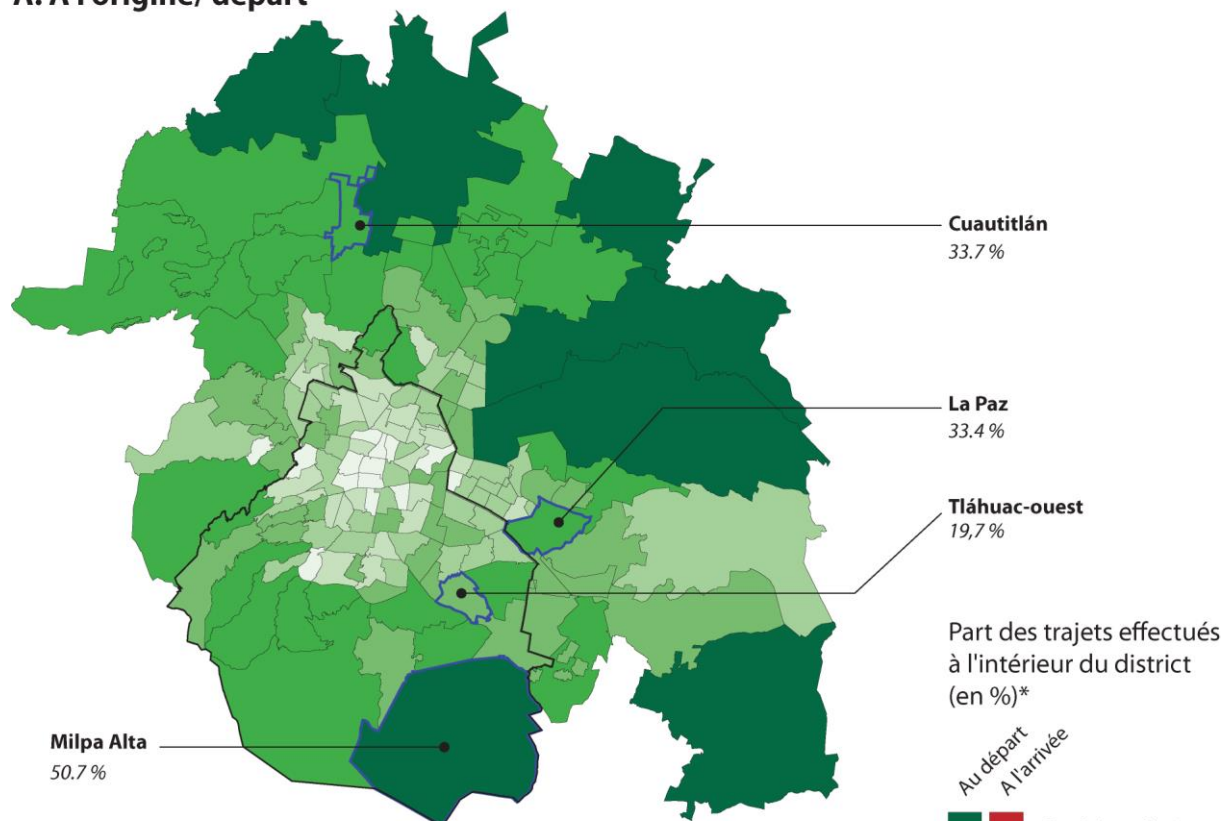 A. A l'origine/ départ
Cuautitlán
33.7 %
La Paz
33.4 %
Tláhuac-ouest
19,7 %
Milpa Alta
50.7 %
Part des trajets effectués
à l'intérieur du district
(en %)*
Au départ
A l'arrivée